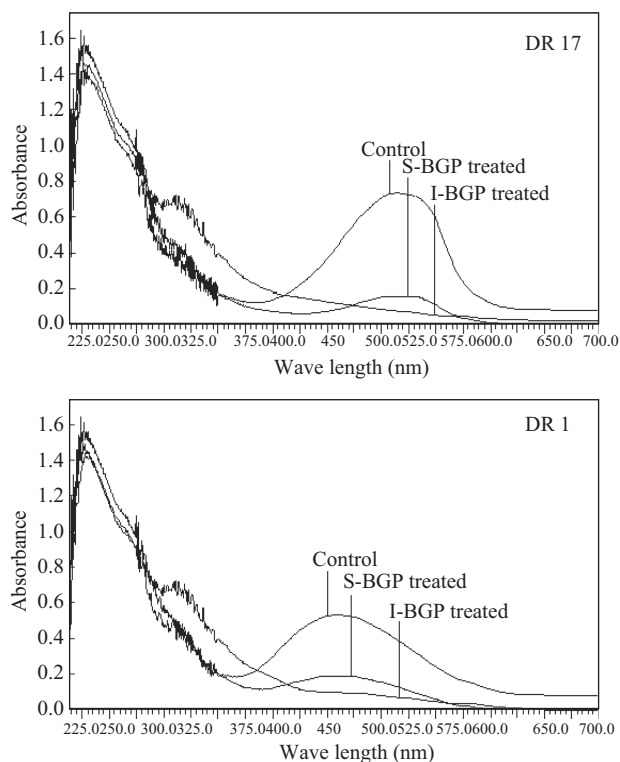 DR 17
1.6
1.4
1.2
1.0
0.8
0.6
0.4
0.2
0.0
Absorbance
Control
S-BGP treated
I-BGP treated
225.0250.0 300.0325.0 375.0400.0 450 500.0525.0 575.0600.0 650.0 700.0
Wave length (nm)
DR 1
1.6
1.4
1.2
1.0
0.8
0.6
0.4
0.2
0.0
Absorbance
Control
S-BGP treated
I-BGP treated
225.0250.0 300.0325.0 375.0400.0 450 500.0525.0 575.0600.0 650.0 700.0
Wave length (nm)